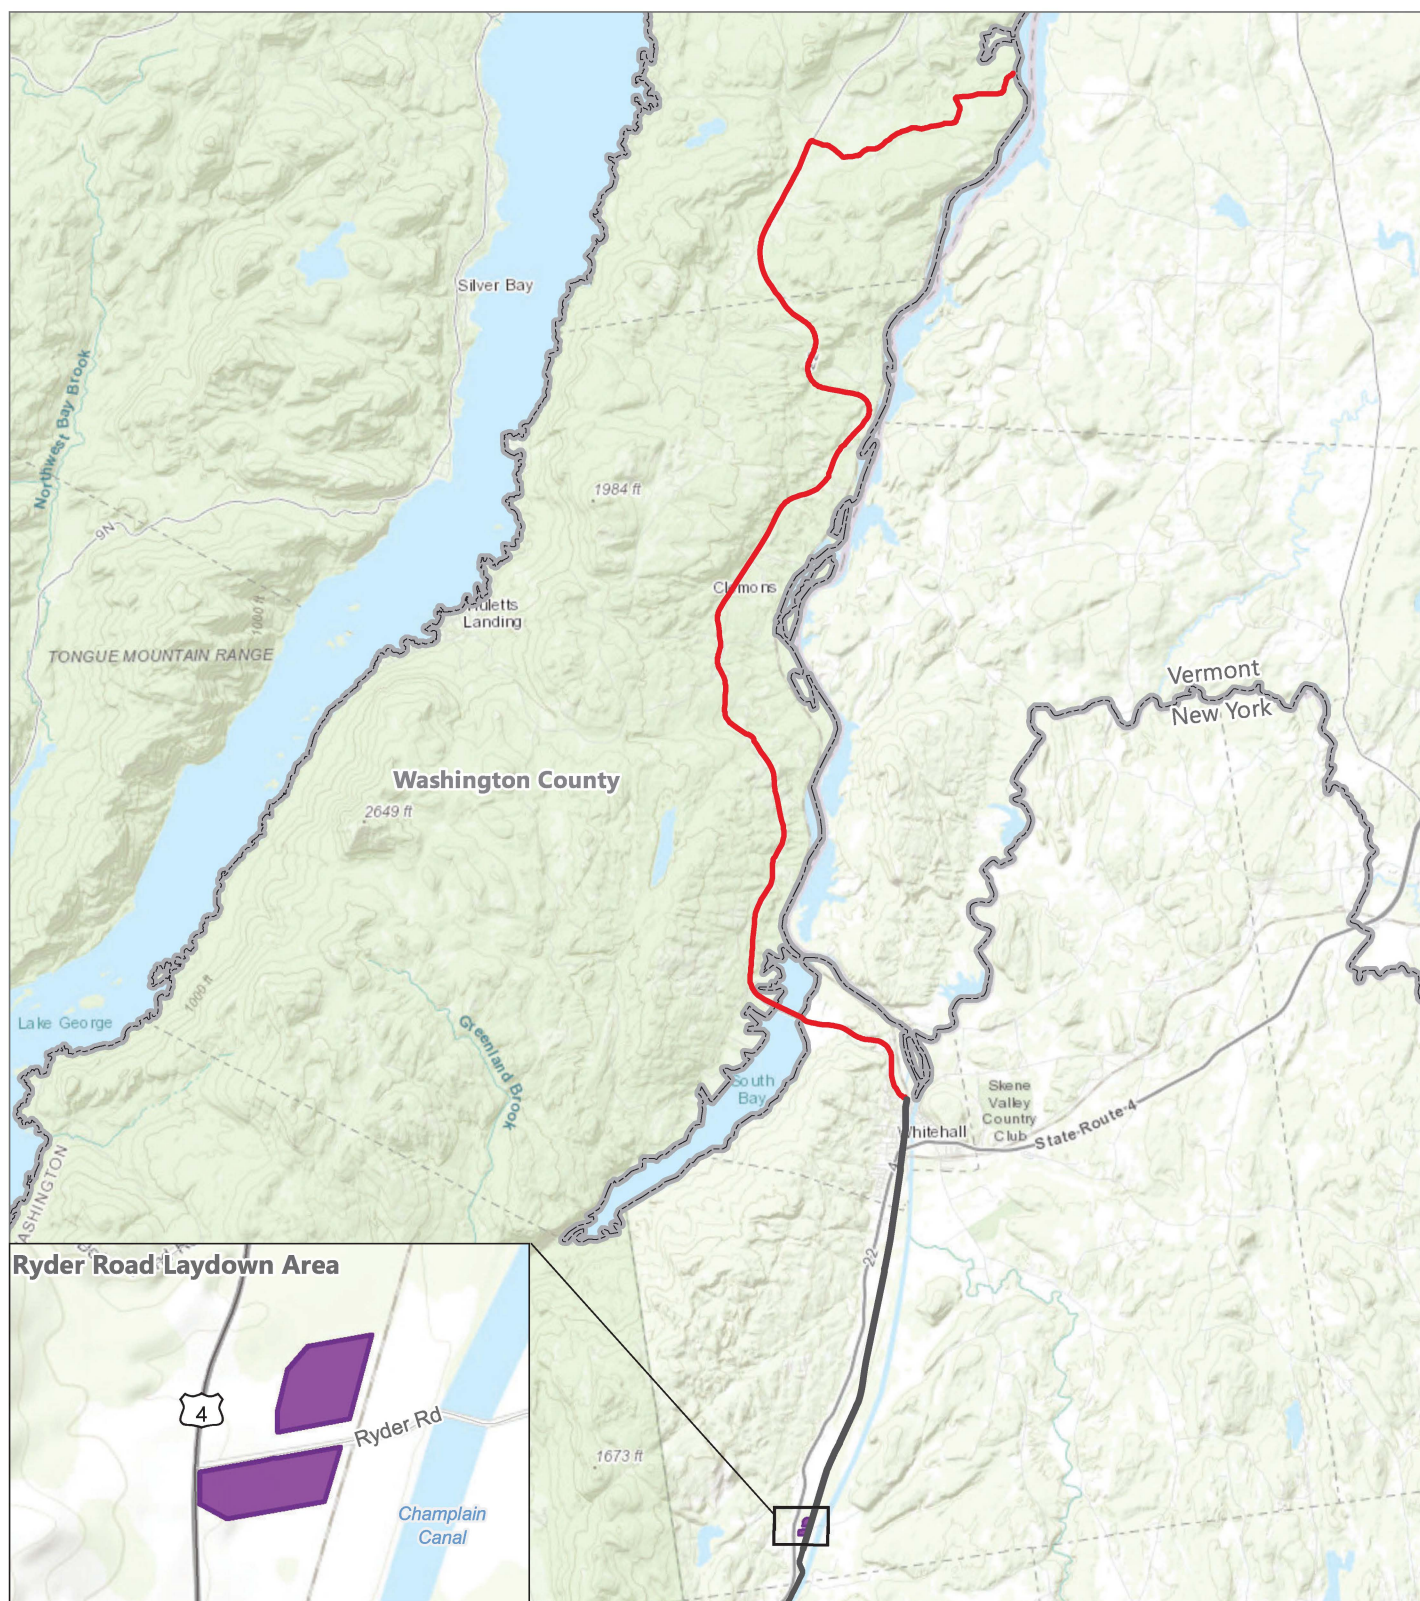 Silver Bay
Northwest Bay Brook
1984 ft
9N
Clemons
1000 ft
Huletts
Landing
TONGUE MOUNTAIN RANGE
Vermont
New York
Washington County
2649 ft
1000 ft
Lake George
Greenland Brook
South
Bay
Skene
Valley
Country
Club
State Route 4
Whitehall
4
22
Ryder Road Laydown Area
4
Ryder Rd
Champlain
Canal
1673 ft